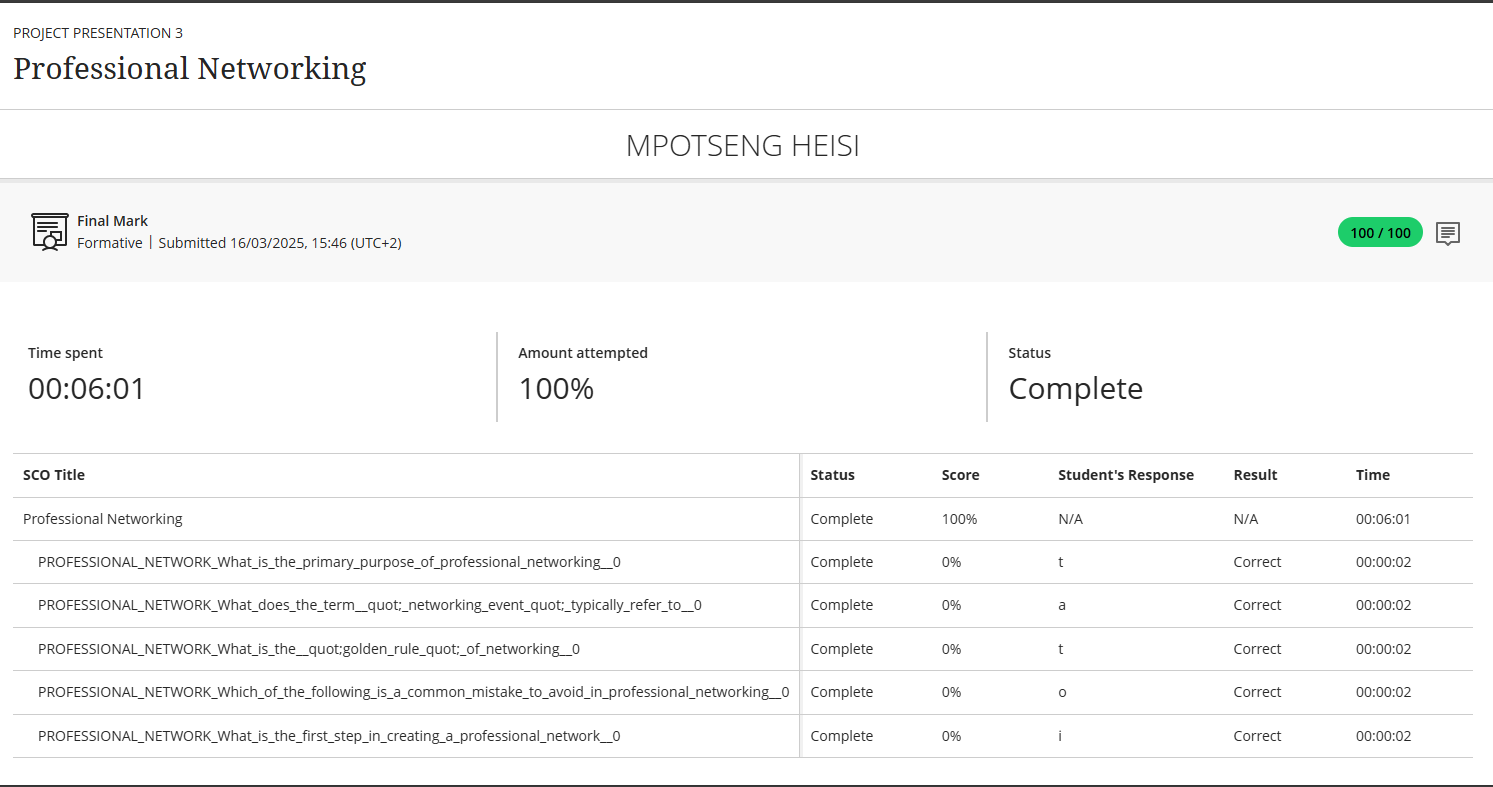 PROJECT PRESENTATION 3
Professional Networking
MPOTSENG HEISI
Final Mark
Formative | Submitted 16/03/2025, 15:46 (UTC+2)
100 / 100
Time spent
00:06:01
Amount attempted
100%
Status
Complete
SCO Title Status Score Student's Response Result Time
Professional Networking Complete 100% N/A N/A 00:06:01
PROFESSIONAL_NETWORK_What_is_the_primary_purpose_of_professional_networking__0 Complete 0% t Correct 00:00:02
PROFESSIONAL_NETWORK_What_does_the_term__quot;_networking_event_quot;_typically_refer_to__0 Complete 0% a Correct 00:00:02
PROFESSIONAL_NETWORK_What_is_the__quot;golden_rule_quot;_of_networking__0 Complete 0% t Correct 00:00:02
PROFESSIONAL_NETWORK_Which_of_the_following_is_a_common_mistake_to_avoid_in_professional_networking__0 Complete 0% o Correct 00:00:02
PROFESSIONAL_NETWORK_What_is_the_first_step_in_creating_a_professional_network__0 Complete 0% i Correct 00:00:02